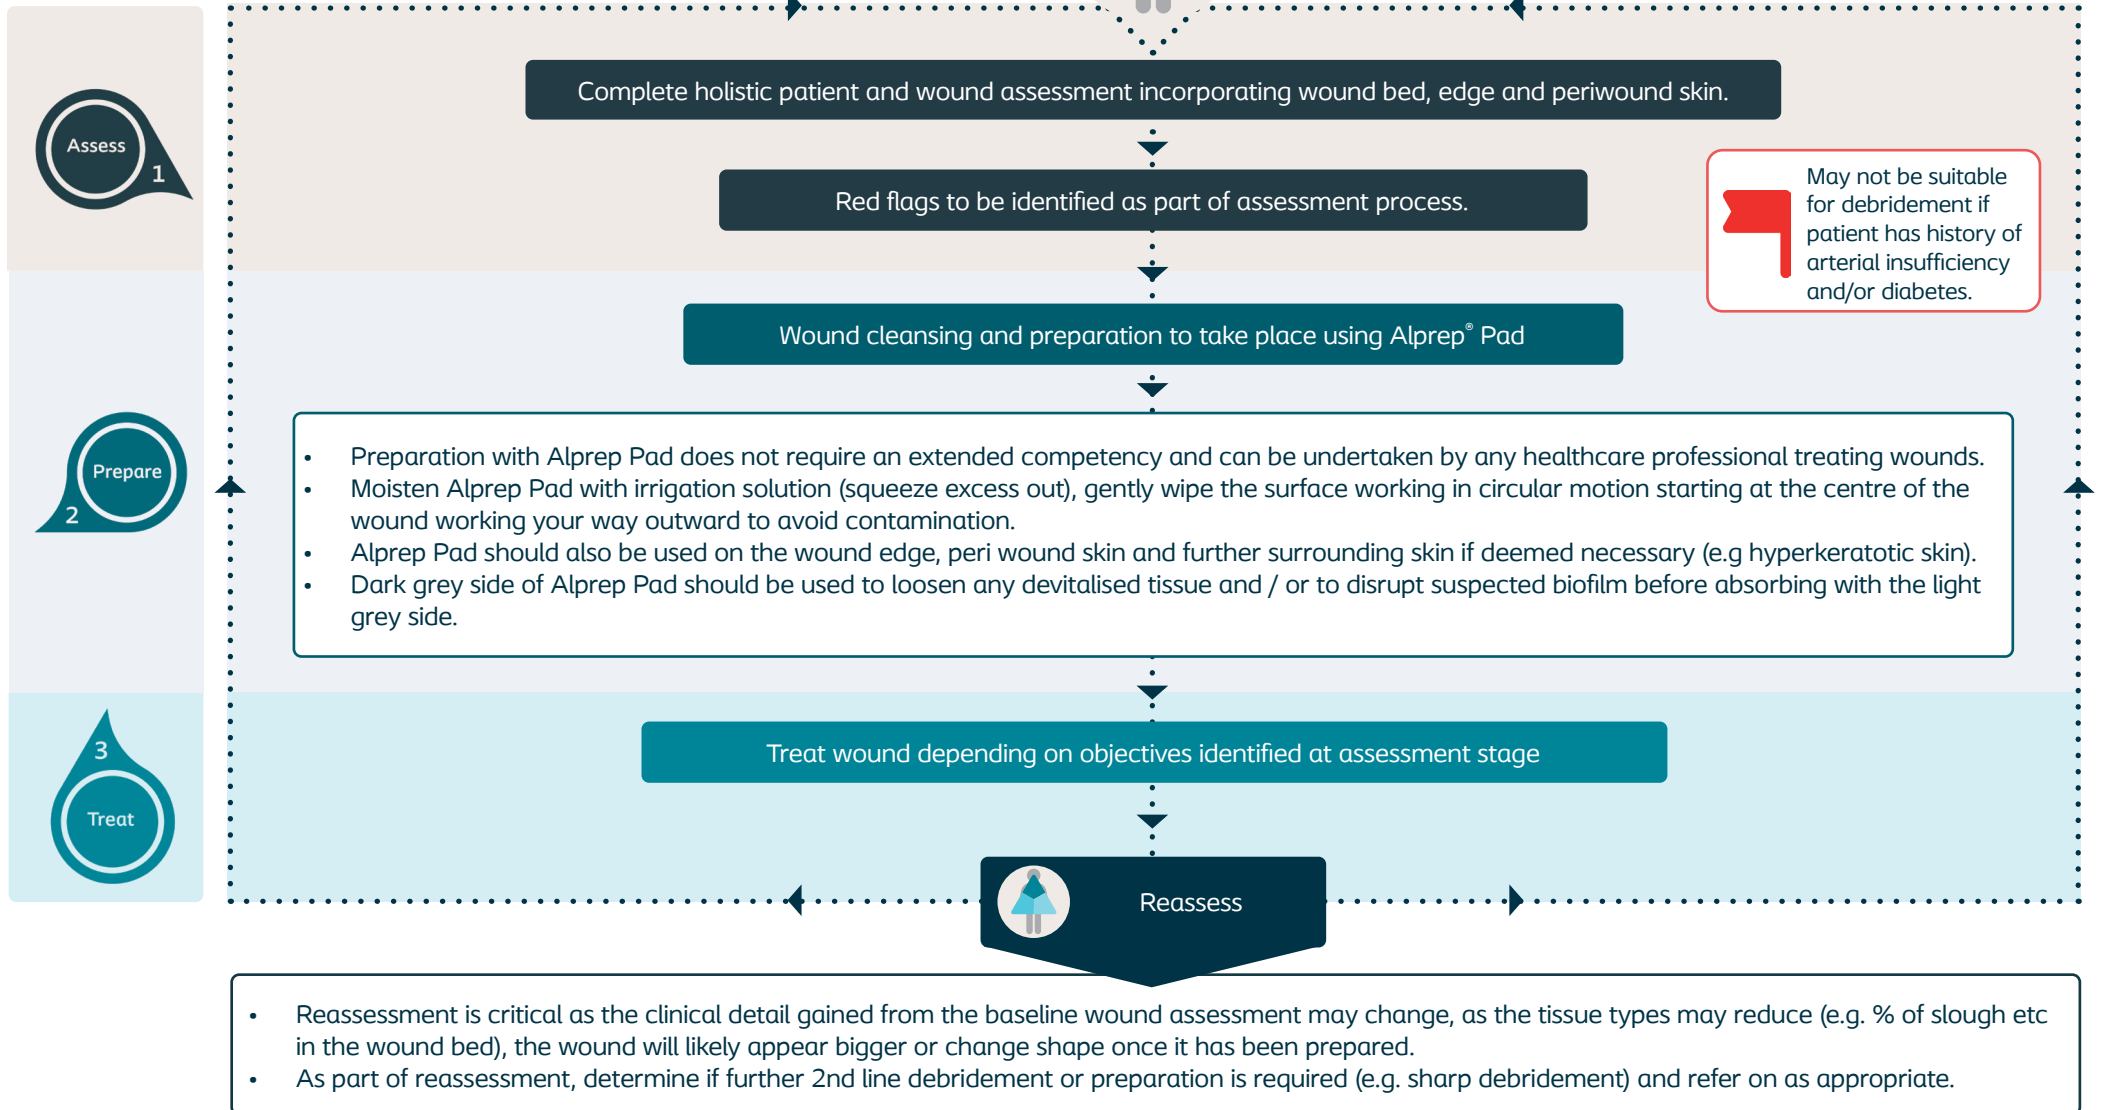 Complete holistic patient and wound assessment incorporating wound bed, edge and periwound skin.
Assess
1
Red flags to be identified as part of assessment process.
May not be suitable
for debridement if
patient has history of
arterial insufficiency
and/or diabetes.
Wound cleansing and preparation to take place using Alprep® Pad
Prepare
2
• Preparation with Alprep Pad does not require an extended competency and can be undertaken by any healthcare professional treating wounds.
• Moisten Alprep Pad with irrigation solution (squeeze excess out), gently wipe the surface working in circular motion starting at the centre of the
wound working your way outward to avoid contamination.
• Alprep Pad should also be used on the wound edge, peri wound skin and further surrounding skin if deemed necessary (e.g hyperkeratotic skin).
• Dark grey side of Alprep Pad should be used to loosen any devitalised tissue and / or to disrupt suspected biofilm before absorbing with the light
grey side.
3
Treat
Treat wound depending on objectives identified at assessment stage
Reassess
• Reassessment is critical as the clinical detail gained from the baseline wound assessment may change, as the tissue types may reduce (e.g. % of slough etc
in the wound bed), the wound will likely appear bigger or change shape once it has been prepared.
• As part of reassessment, determine if further 2nd line debridement or preparation is required (e.g. sharp debridement) and refer on as appropriate.